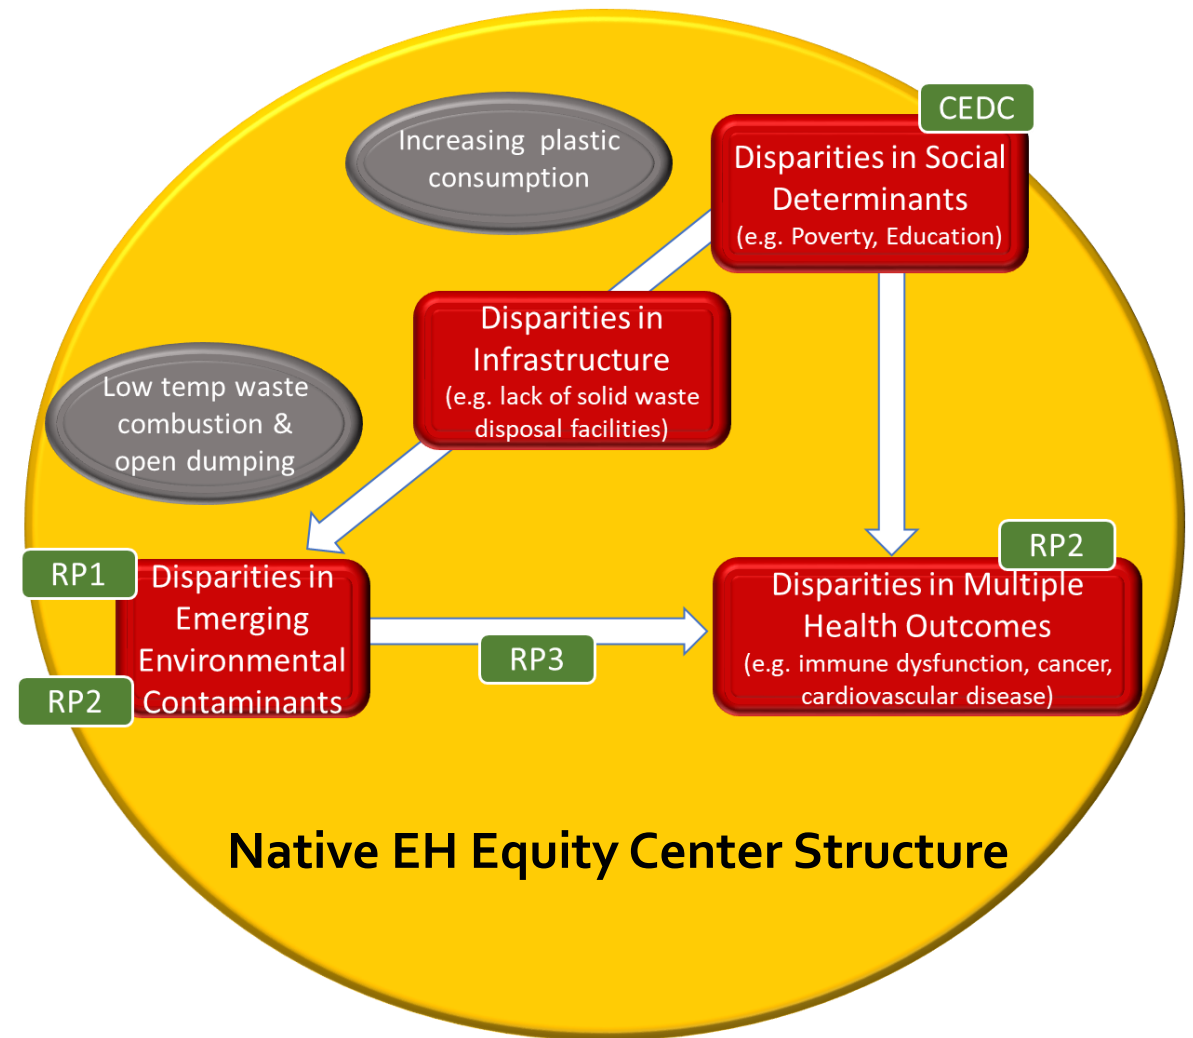 CEDC
Increasing plastic
consumption
Disparities in Social
Determinants
(e.g. Poverty, Education)
Disparities in
Infrastructure
(e.g. lack of solid waste
disposal facilities)
Low temp waste
combustion &
open dumping
RP1
RP2
Disparities in
Emerging
Environmental
Contaminants
RP3
RP2
Disparities in Multiple
Health Outcomes
(e.g. immune dysfunction, cancer,
cardiovascular disease)
Native EH Equity Center Structure